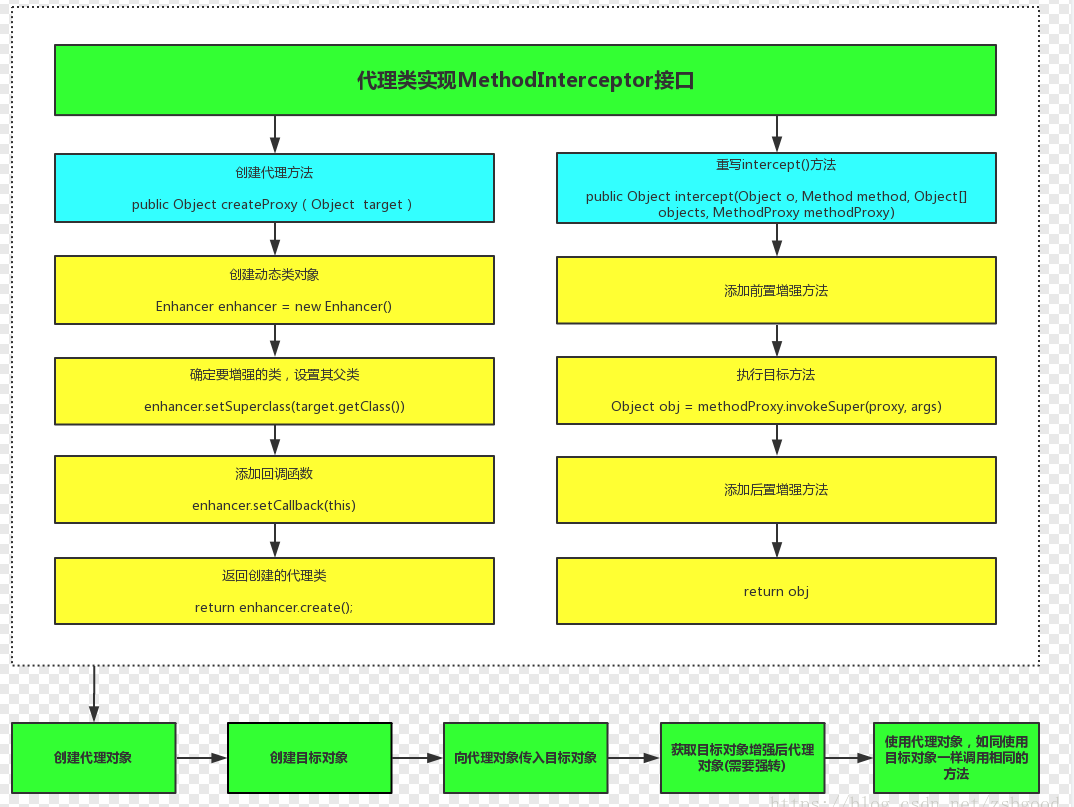 代理类实现MethodInterceptor接口
创建代理方法
public Object createProxy ( Object target )
创建动态类对象
Enhancer enhancer = new Enhancer()
确定要增强的类，设置其父类
enhancer.setSuperclass(target.getClass())
添加回调函数
enhancer.setCallback(this)
返回创建的代理类
return enhancer.create();
重写intercept()方法
public Object intercept(Object o, Method method, Object[]
objects, MethodProxy methodProxy)
添加前置增强方法
执行目标方法
Object obj = methodProxy.invokeSuper(proxy, args)
添加后置增强方法
return obj
创建代理对象
创建目标对象
向代理对象传入目标对象
获取目标对象增强后代理
对象(需要强转)
使用代理对象，如同使用
目标对象一样调用相同的
方法